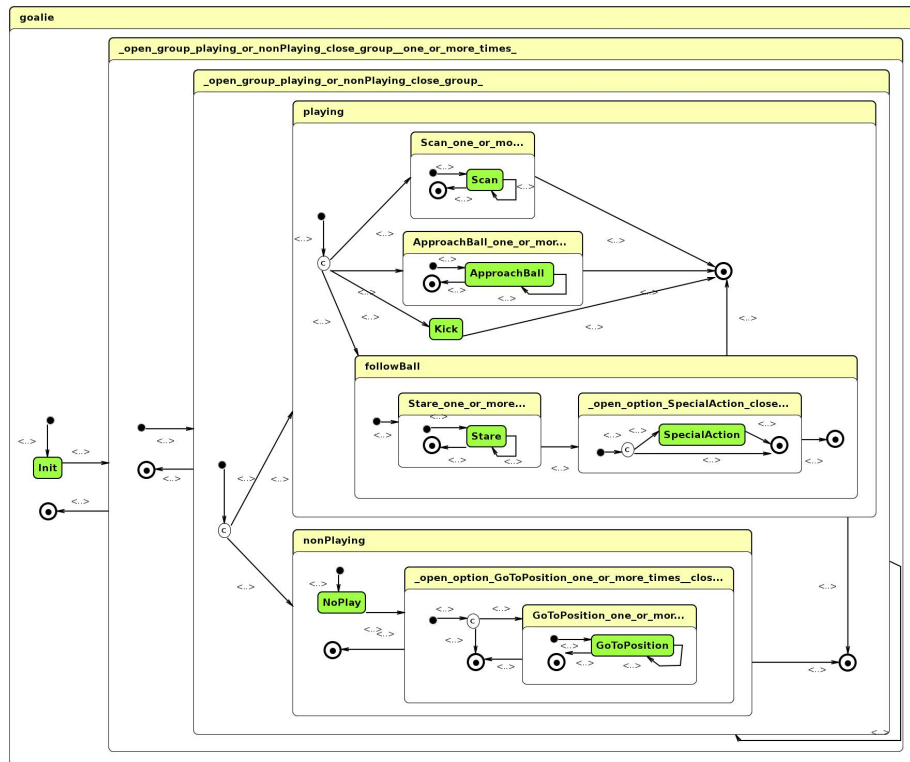 goalie
_open_group_playing_or_nonPlaying_close_group__one_or_more_times_
_open_group_playing_or_nonPlaying_close_group_
playing
Scan_one_or_mo...
<..>
Scan
<..>
<..>
<..>
<..>
<..>
ApproachBall_one_or_mor...
<..>
C
ApproachBall
<..>
<..>
<..>
<..>
<..>
<..>
<..>
Kick
<..>
followBall
Stare_one_or_more...
_open_option_SpecialAction_close...
<..>
<..>
<..>
<..>
<..>
Stare
SpecialAction
<..>
<..>
<..>
C
<..>
<..>
Init
<..>
<..>
<..>
<..>
<..>
<..>
<..>
<..>
<..>
C
nonPlaying
_open_option_GoToPosition_one_or_more_times__clos...
<..>
<..>
<..>
NoPlay
<..>
<..>
GoToPosition_one_or_mor...
C
<..>
<..>
<..>
<..>
GoToPosition
<..>
<..>
<..>
<..>
<..>